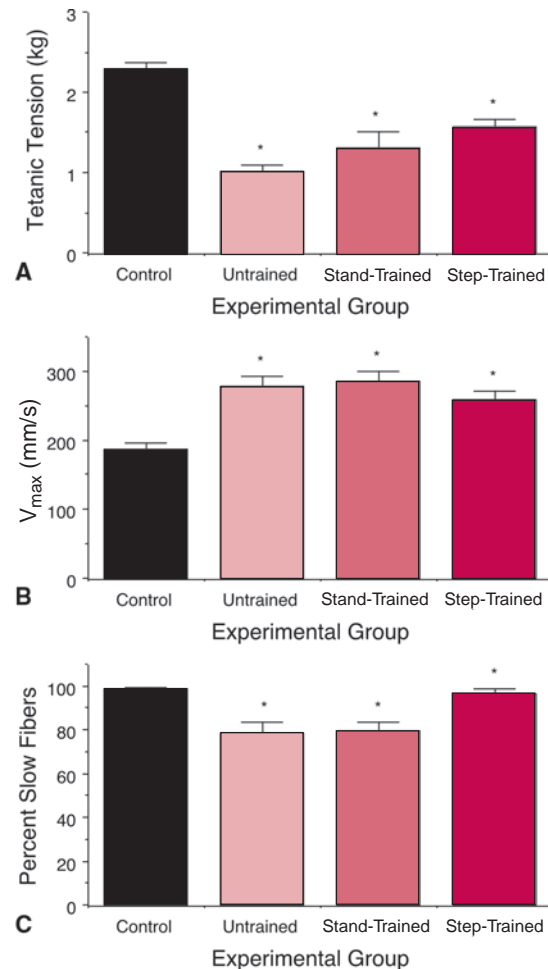 Tetanic Tension (kg)
3
2
1
0
*
*
*
A
Control
Untrained
Stand-Trained
Step-Trained
Experimental Group
Vmax (mm/s)
300
200
100
0
*
*
*
B
Control
Untrained
Stand-Trained
Step-Trained
Experimental Group
Percent Slow Fibers
100
80
60
40
20
0
*
*
*
C
Control
Untrained
Stand-Trained
Step-Trained
Experimental Group